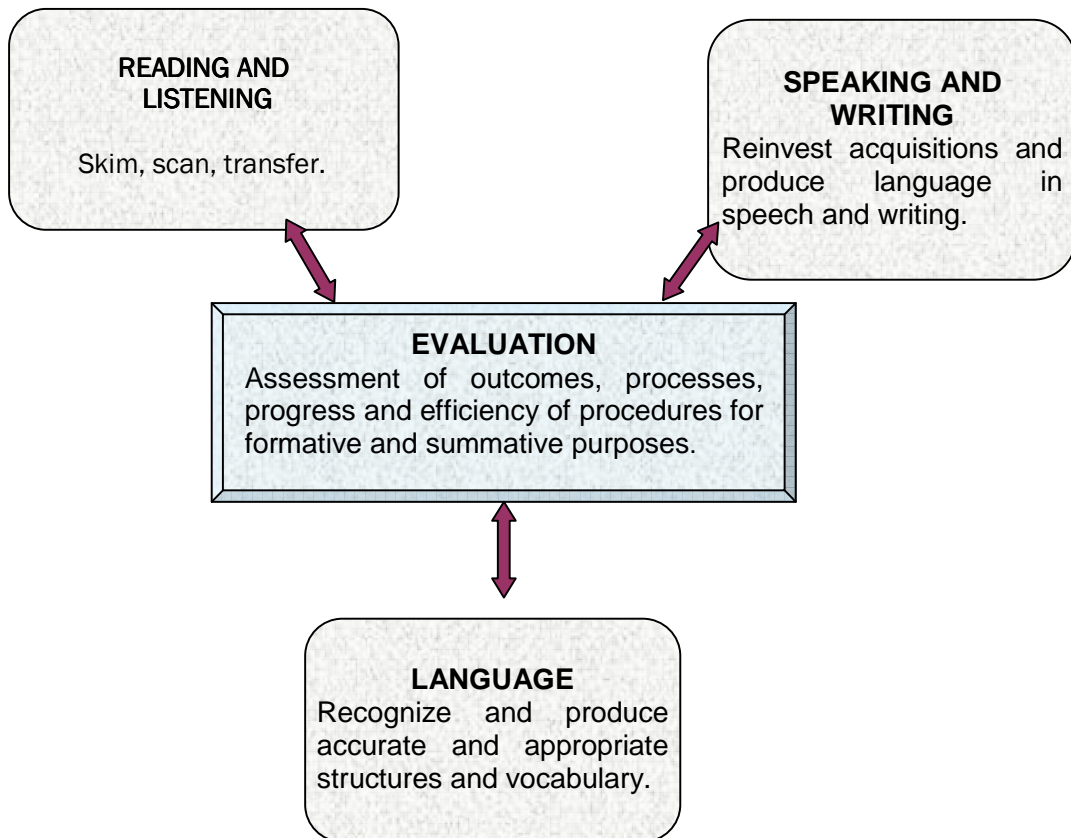 READING AND
LISTENING
Skim, scan, transfer.
SPEAKING AND
WRITING
Reinvest acquisitions and
produce language in
speech and writing.
EVALUATION
Assessment of outcomes, processes,
progress and efficiency of procedures for
formative and summative purposes.
LANGUAGE
Recognize and produce
accurate and appropriate
structures and vocabulary.